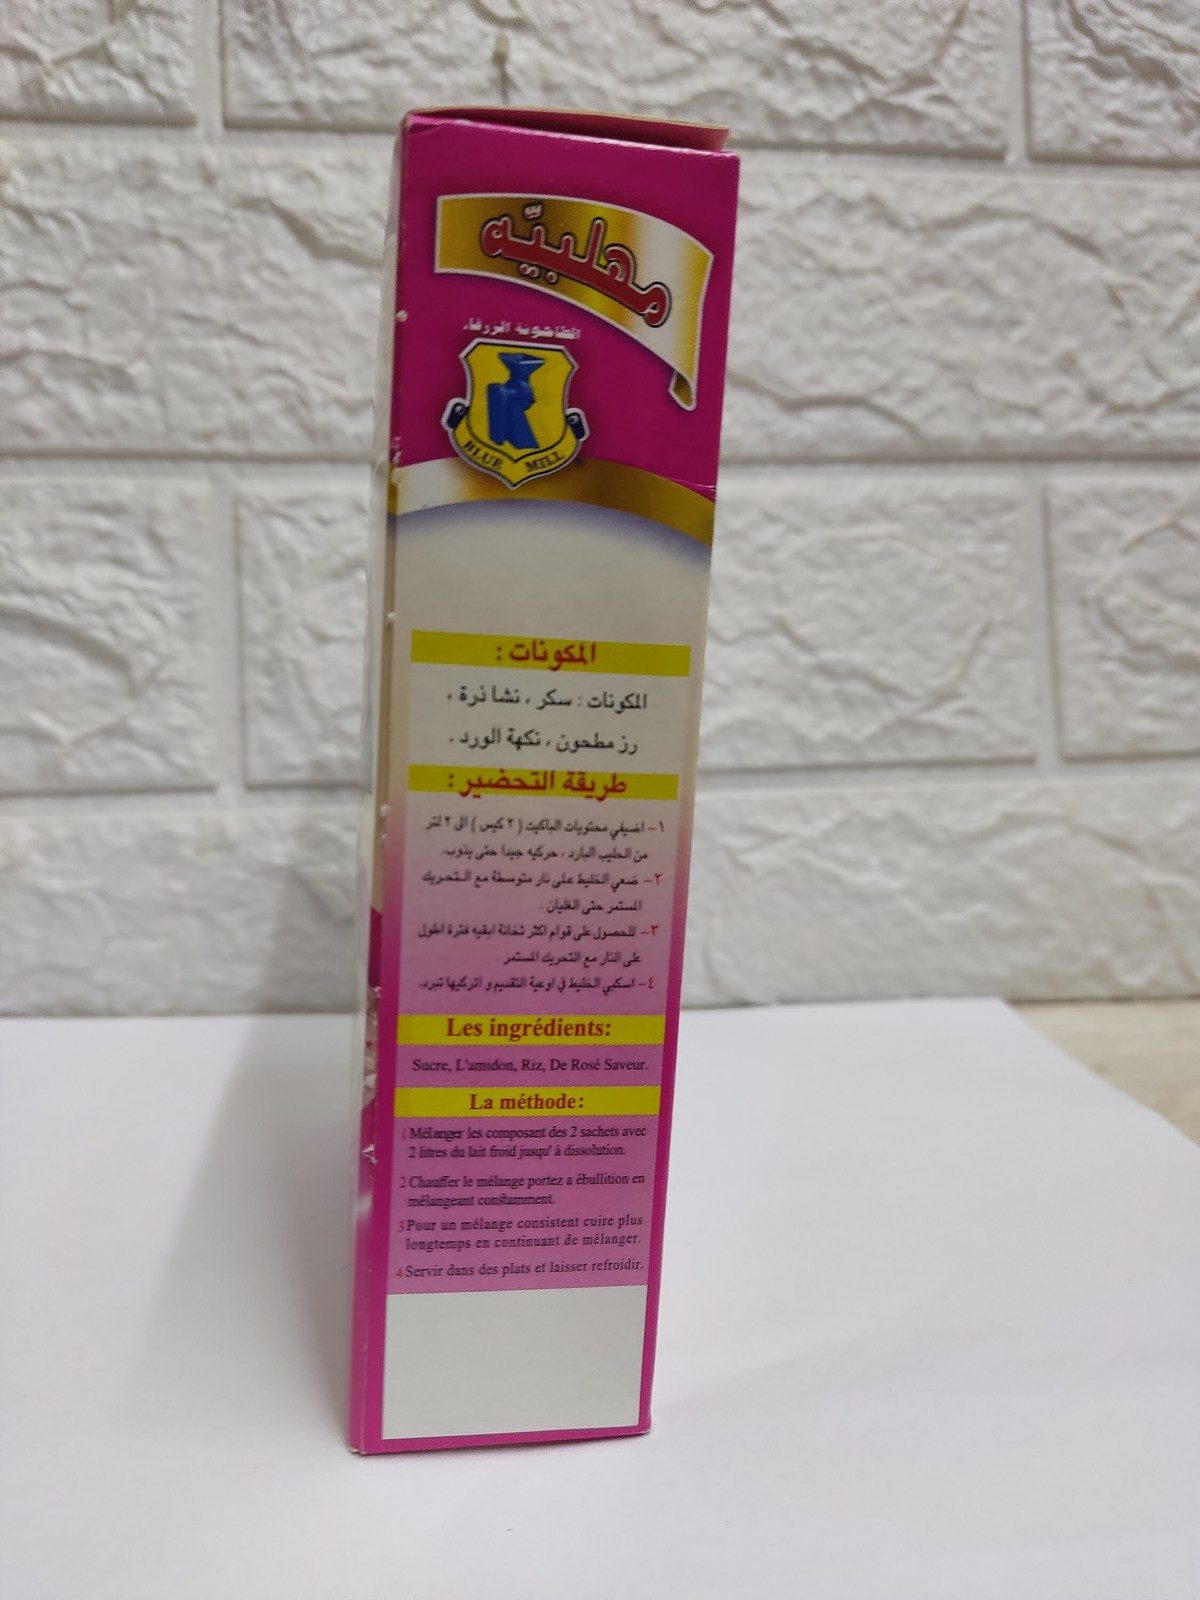 مهلبيّه
الطاحونة الزرقاء
BLUE MILL
المكونات :
المكونات : سكر ، نشا ذرة ،
رز مطحون ، نكهة الورد .
طريقة التحضير :
١- اضيفي محتويات الباكيت ( ٢ كيس ) الى ٢ لتر
من الحليب البارد ، حركيه جيدا حتى يذوب.
٢- ضعي الخليط على نار متوسطة مع التحريك
المستمر حتى الغليان .
٣- للحصول على قوام اكثر ثخانة ابقيه فترة اطول
على النار مع التحريك المستمر .
٤- اسكبي الخليط في اوعية التقديم و اتركيها تبرد.
Les ingrédients:
Sucre, L'amidon, Riz, De Rosé Saveur.
La méthode:
1 Mélanger les composant des 2 sachets avec
2 litres du lait froid jusqu' à dissolution.
2 Chauffer le mélange portez a ébullition en
mélangeant constamment.
3 Pour un mélange consistent cuire plus
longtemps en continuant de mélanger.
4 Servir dans des plats et laisser refroidir.